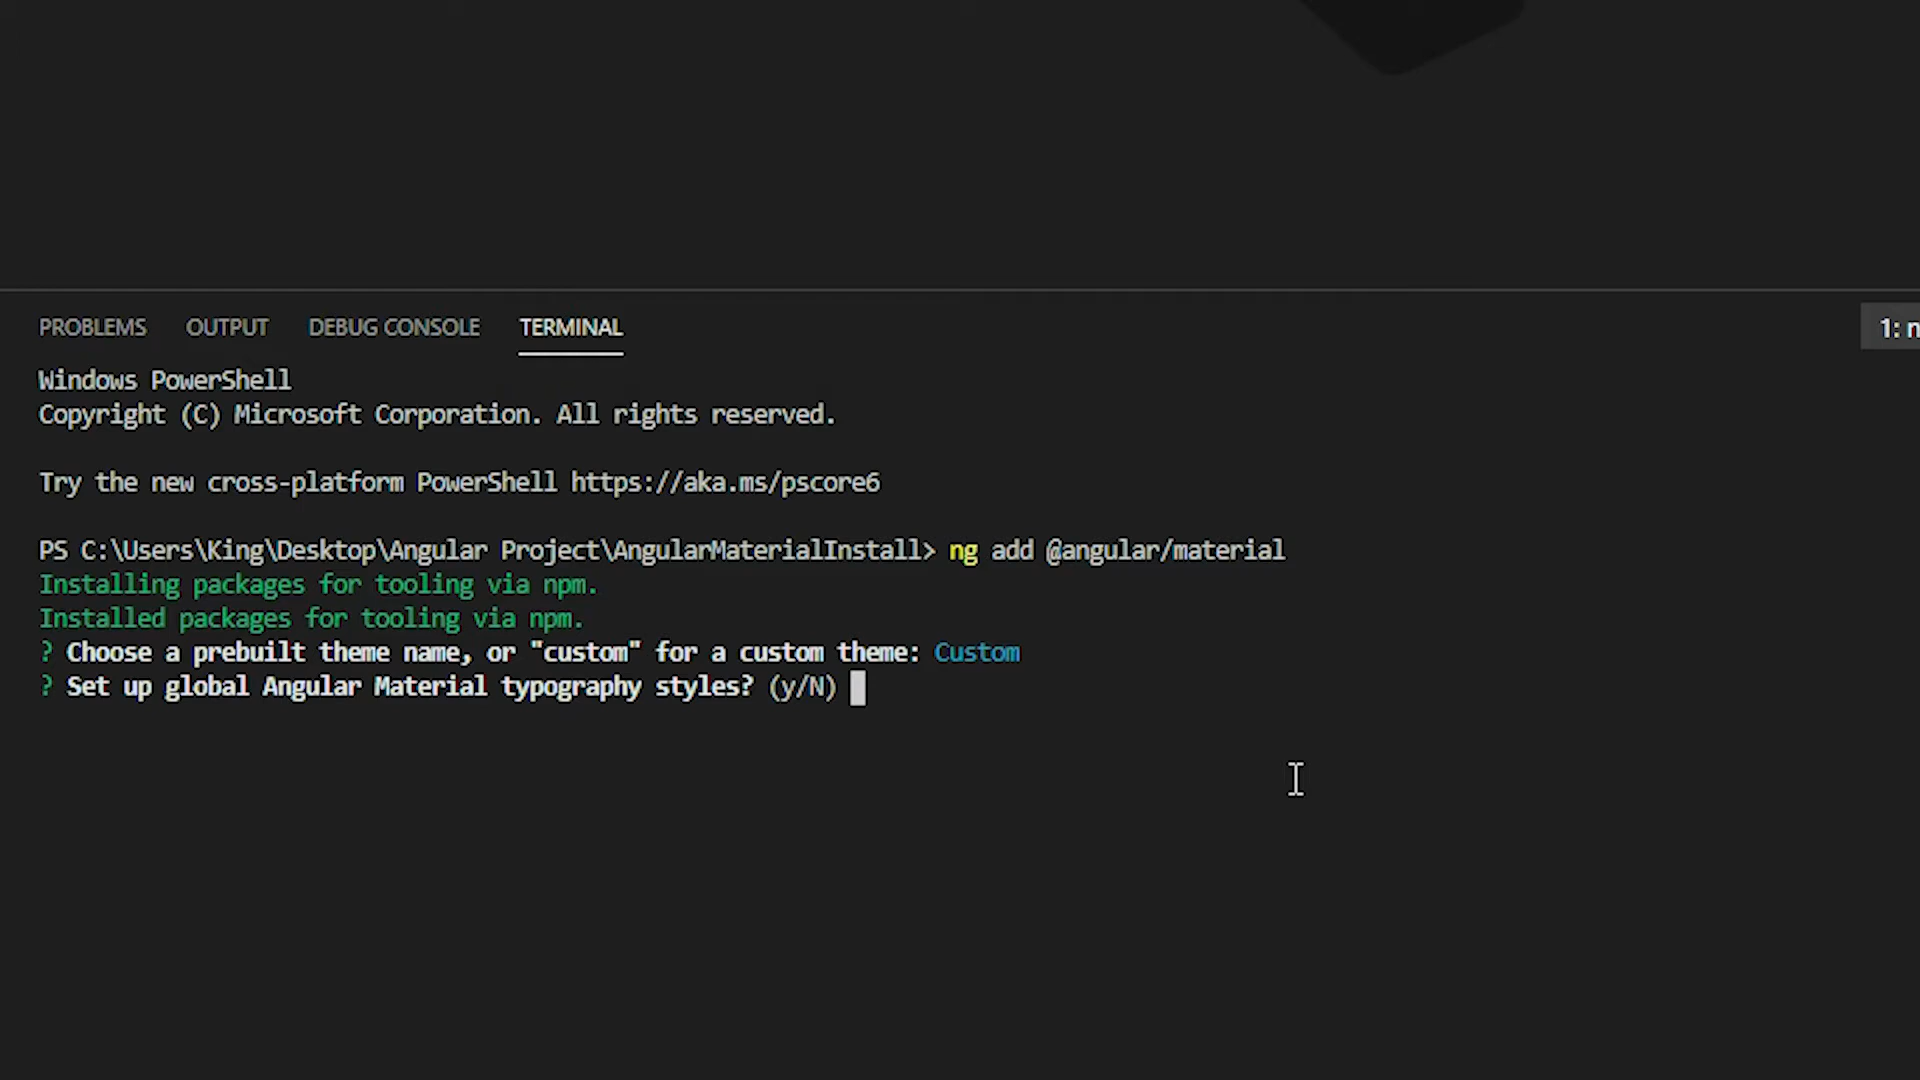 PROBLEMS OUTPUT DEBUG CONSOLE TERMINAL 1: n
Windows PowerShell
Copyright (C) Microsoft Corporation. All rights reserved.
Try the new cross-platform PowerShell https://aka.ms/pscore6
PS C:\Users\King\Desktop\Angular Project\AngularMaterialInstall> ng add @angular/material
Installing packages for tooling via npm.
Installed packages for tooling via npm.
? Choose a prebuilt theme name, or "custom" for a custom theme: Custom
? Set up global Angular Material typography styles? (y/N)